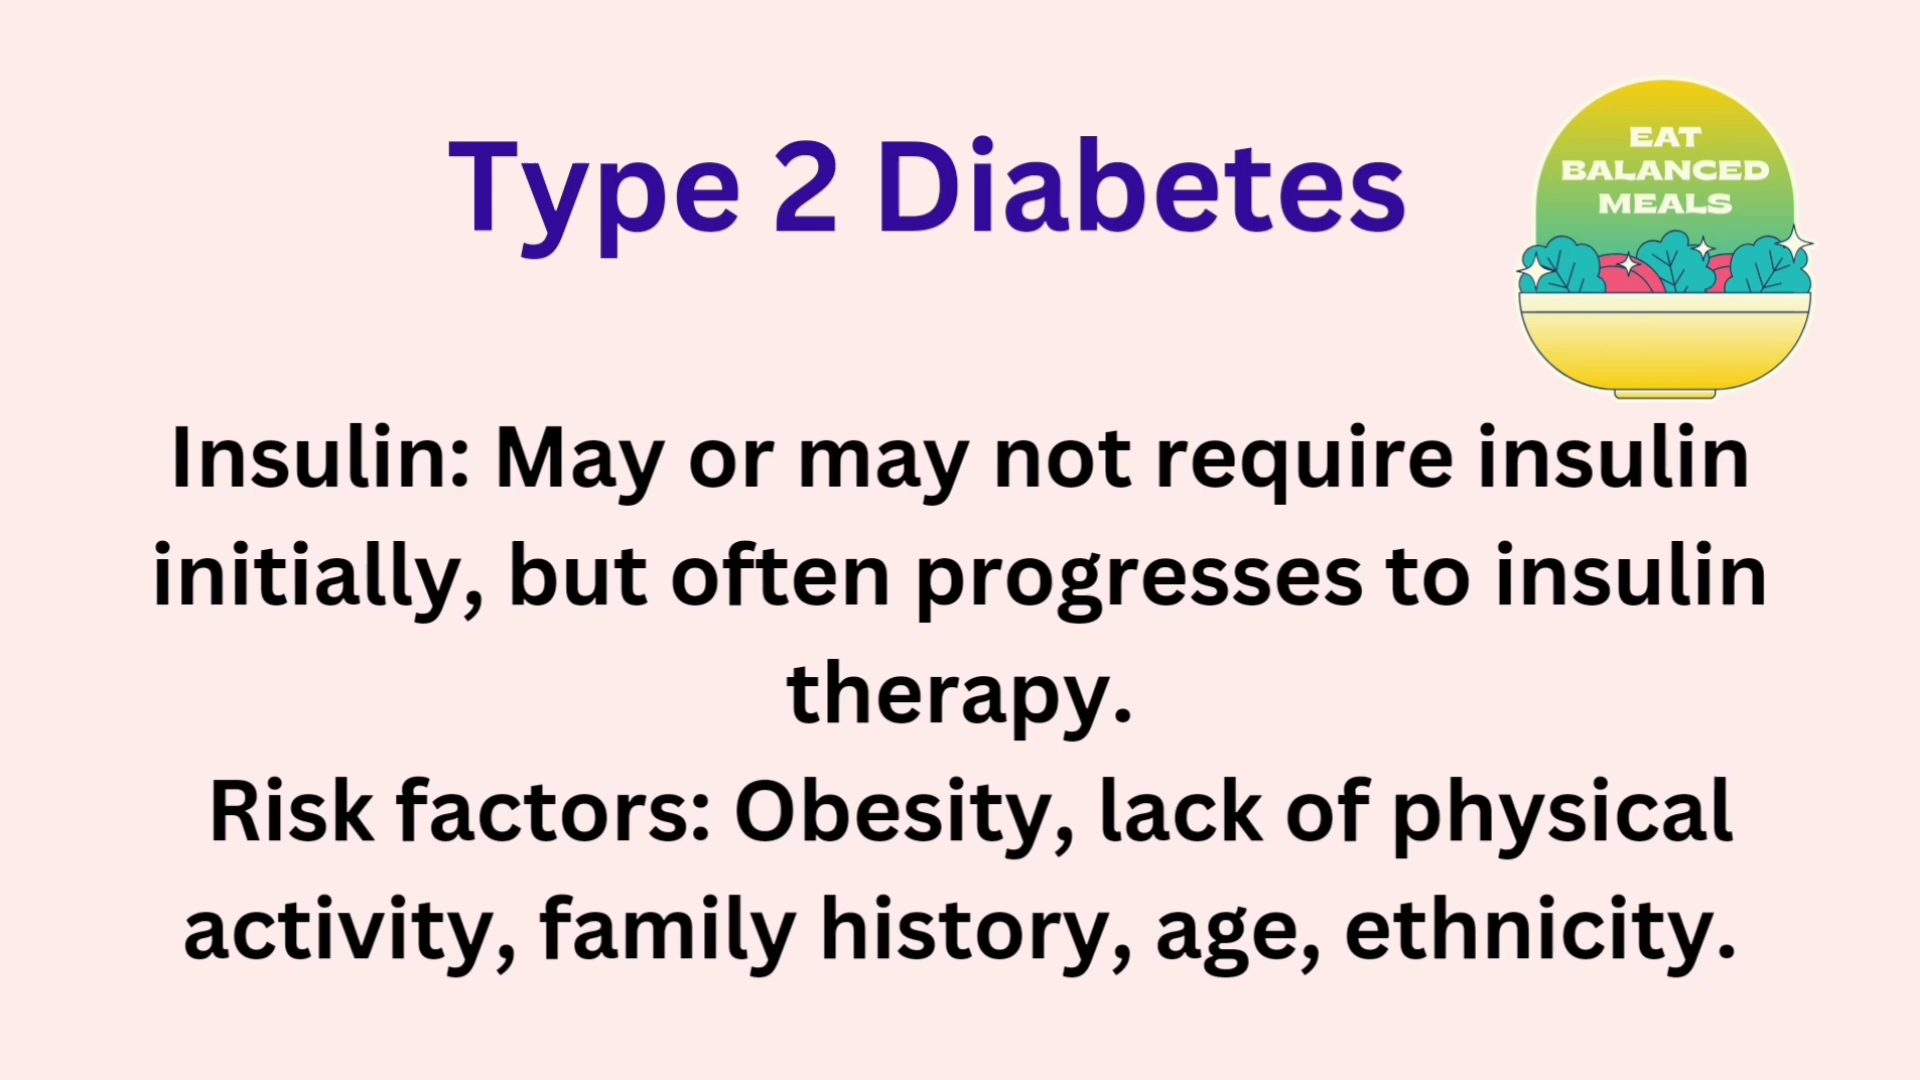 Type 2 Diabetes
EAT
BALANCED
MEALS
Insulin: May or may not require insulin
initially, but often progresses to insulin
therapy.
Risk factors: Obesity, lack of physical
activity, family history, age, ethnicity.